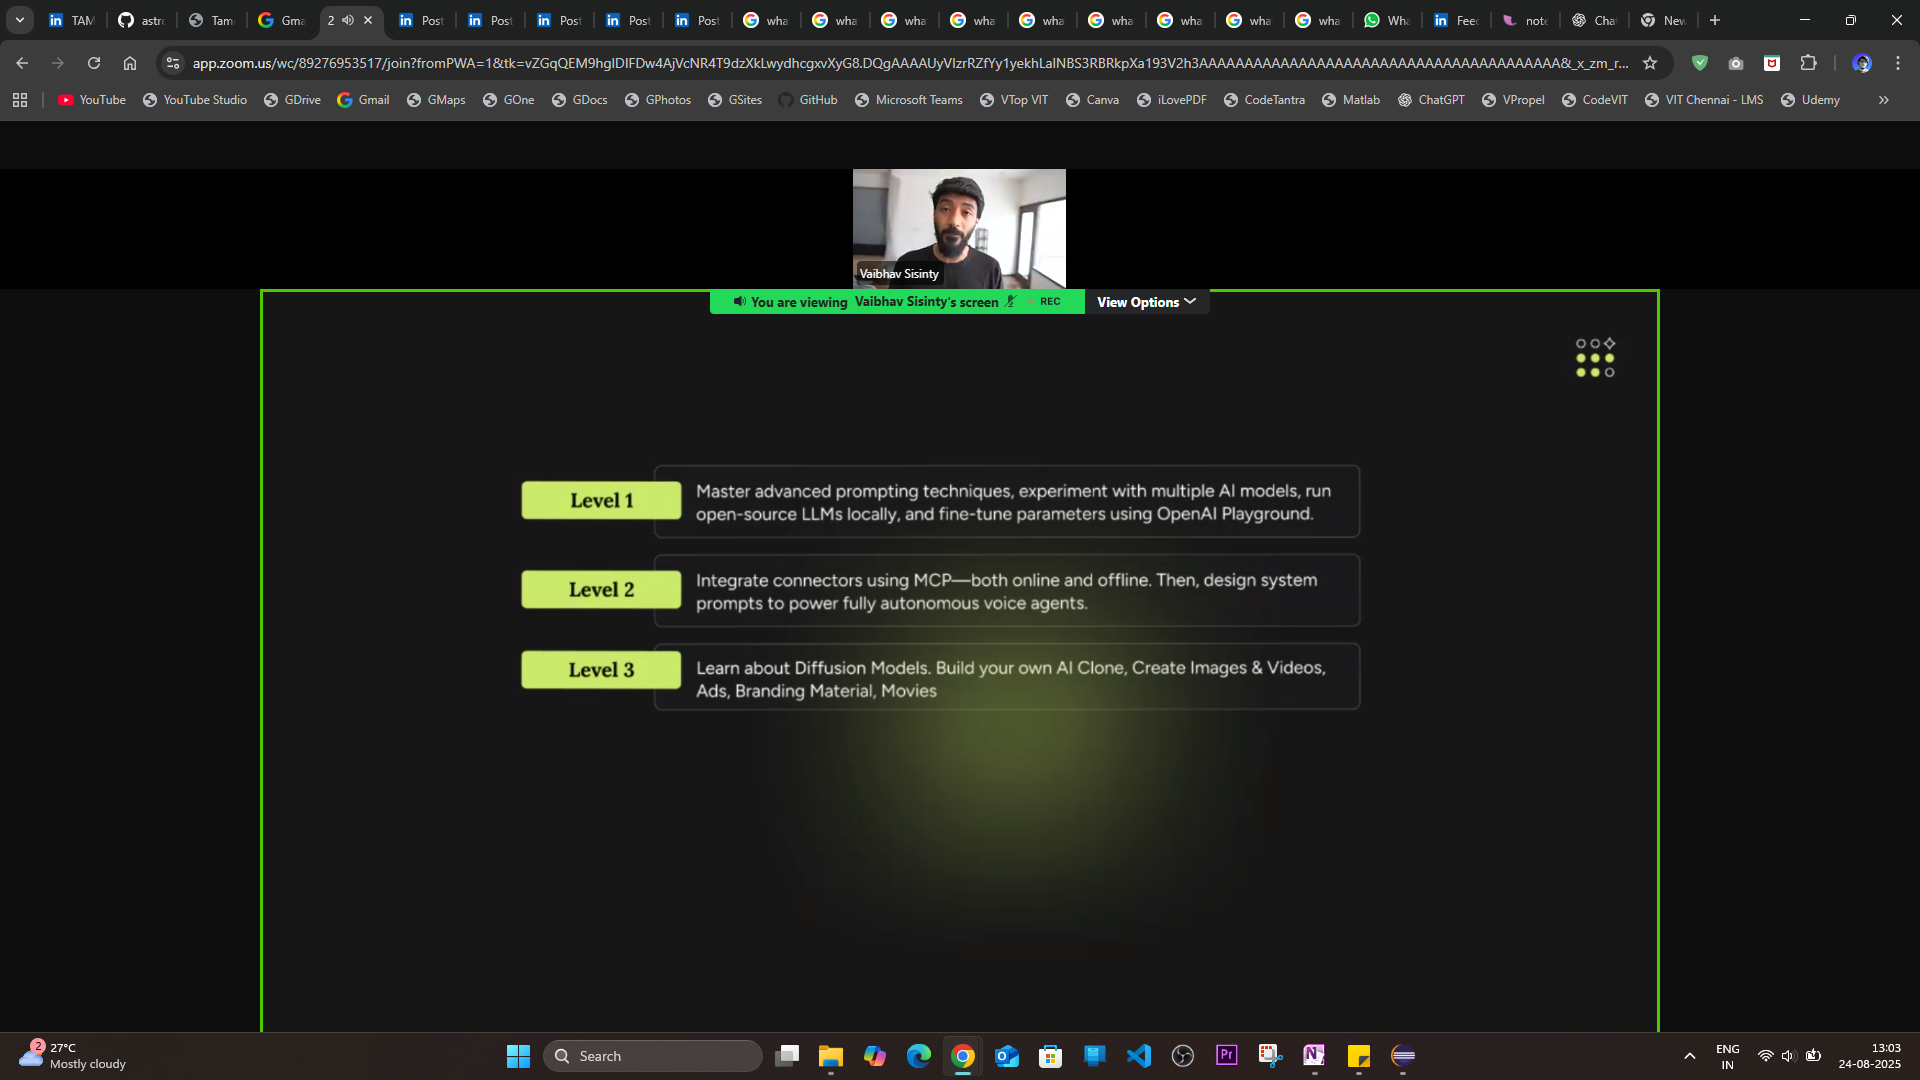 TAM
astr
Tam
Gma
2
Post
Post
Post
Post
Post
wha
wha
wha
wha
wha
wha
wha
wha
wha
Wha
Feec
note
Chat
New
app.zoom.us/wc/89276953517/join?fromPWA=1&tk=
YouTube
YouTube Studio
GDrive
Gmail
GMaps
GOne
GDocs
GPhotos
GSites
GitHub
Microsoft Teams
VTop VIT
Canva
iLovePDF
CodeTantra
Matlab
ChatGPT
VPropel
CodeVIT
VIT Chennai - LMS
Udemy
Vaibhav Sisinty
You are viewing Vaibhav Sisinty's screen REC View Options
Level 1
Master advanced prompting techniques, experiment with multiple AI models, run
open-source LLMs locally, and fine-tune parameters using OpenAI Playground.
Level 2
Integrate connectors using MCP—both online and offline. Then, design system
prompts to power fully autonomous voice agents.
Level 3
Learn about Diffusion Models. Build your own AI Clone, Create Images & Videos,
Ads, Branding Material, Movies
2
27°C
Mostly cloudy
Search
Pr
N
ENG
IN
13:03
24-08-2025